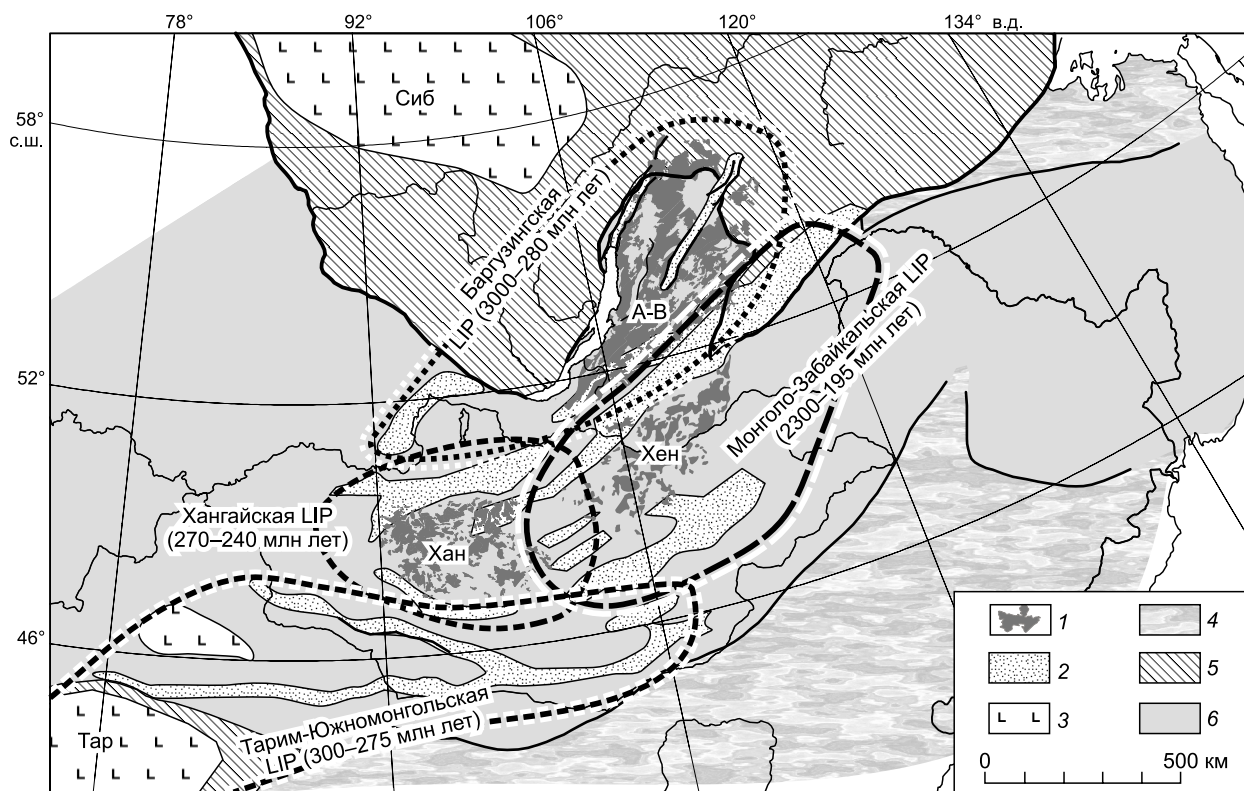 78°
92°
106°
120°
134° в.д.
58°
с.ш.
52°
46°
Сиб
Баргузингская
LIP (3000–280 млн лет)
А-В
Монголо-Забайкальская LIP
(2300–195 млн лет)
Хен
Хангайская LIP
(270–240 млн лет)
Хан
Тарим-Южномонгольская
LIP (300–275 млн лет)
Тар
1
2
3
4
5
6
0 500 км